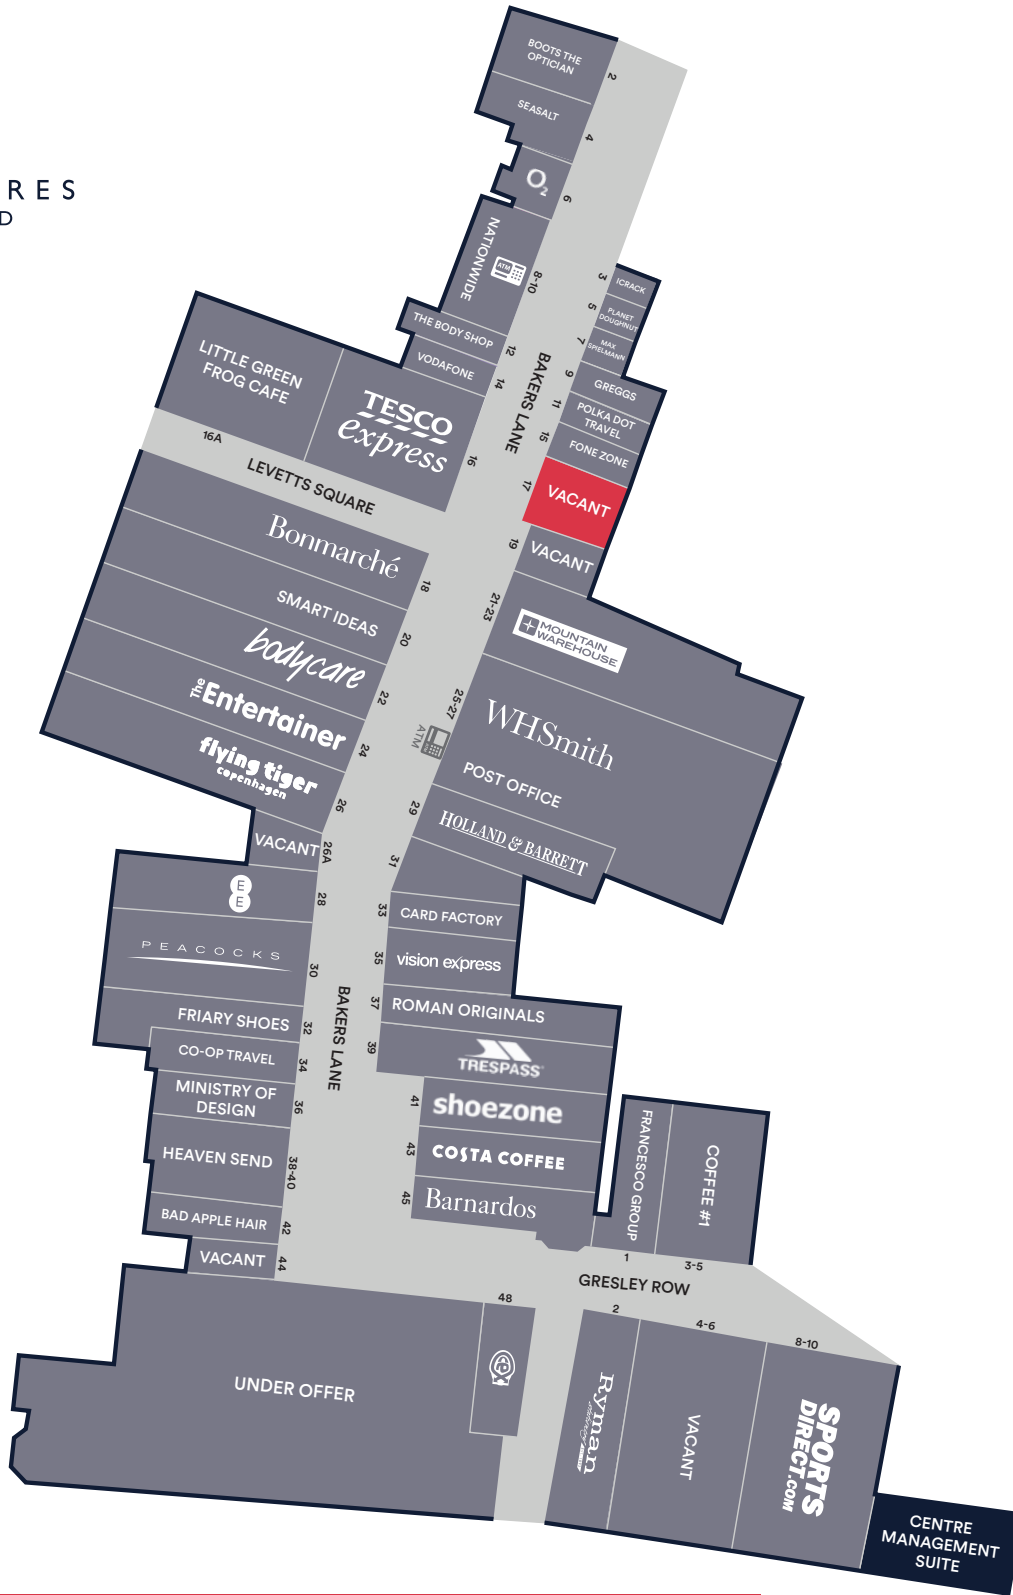 BOOTS THE
OPTICIAN
2
SEASALT
4
RES
D
O2
6
NATIONWIDE
ATM
8-10
3
ICRACK
5
PLANET
DOUGHNUT
7
MAX
SPIELMANN
THE BODY SHOP
12
VODAFONE
14
9
GREGGS
11
POLKA DOT
TRAVEL
15
FONE ZONE
BAKERS LANE
LITTLE GREEN
FROG CAFE
16A
TESCO
express
16
LEVETTS SQUARE
17
VACANT
19
VACANT
Bonmarché
18
21-23
MOUNTAIN
WAREHOUSE
SMART IDEAS
20
bodycare
22
25-27
WHSmith
POST OFFICE
ATM
The
Entertainer
24
flying tiger
copenhagen
26
29
HOLLAND & BARRETT
VACANT
26A
31
EE
28
33
CARD FACTORY
PEACOCKS
30
35
vision express
37
ROMAN ORIGINALS
FRIARY SHOES
32
BAKERS LANE
39
TRESPASS
CO-OP TRAVEL
34
41
shoezone
MINISTRY OF
DESIGN
36
43
COSTA COFFEE
HEAVEN SEND
38-40
45
Barnardos
BAD APPLE HAIR
42
VACANT
44
FRANCESCO GROUP
1
COFFEE #1
3-5
GRESLEY ROW
48
2
4-6
8-10
UNDER OFFER
Ryman
VACANT
SPORTS
DIRECT.COM
CENTRE
MANAGEMENT
SUITE